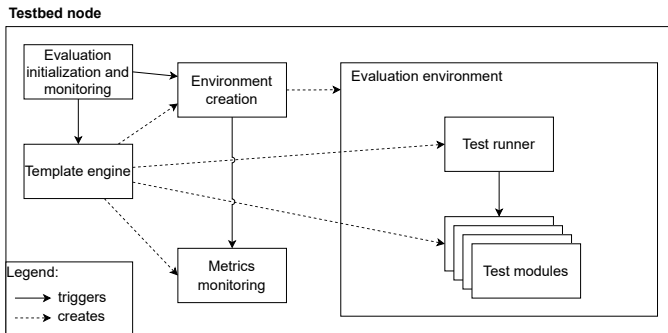 Testbed node
Evaluation
initialization and
monitoring
Environment
creation
Evaluation environment
Template engine
Test runner
Metrics
monitoring
Test modules
Legend:
triggers
creates